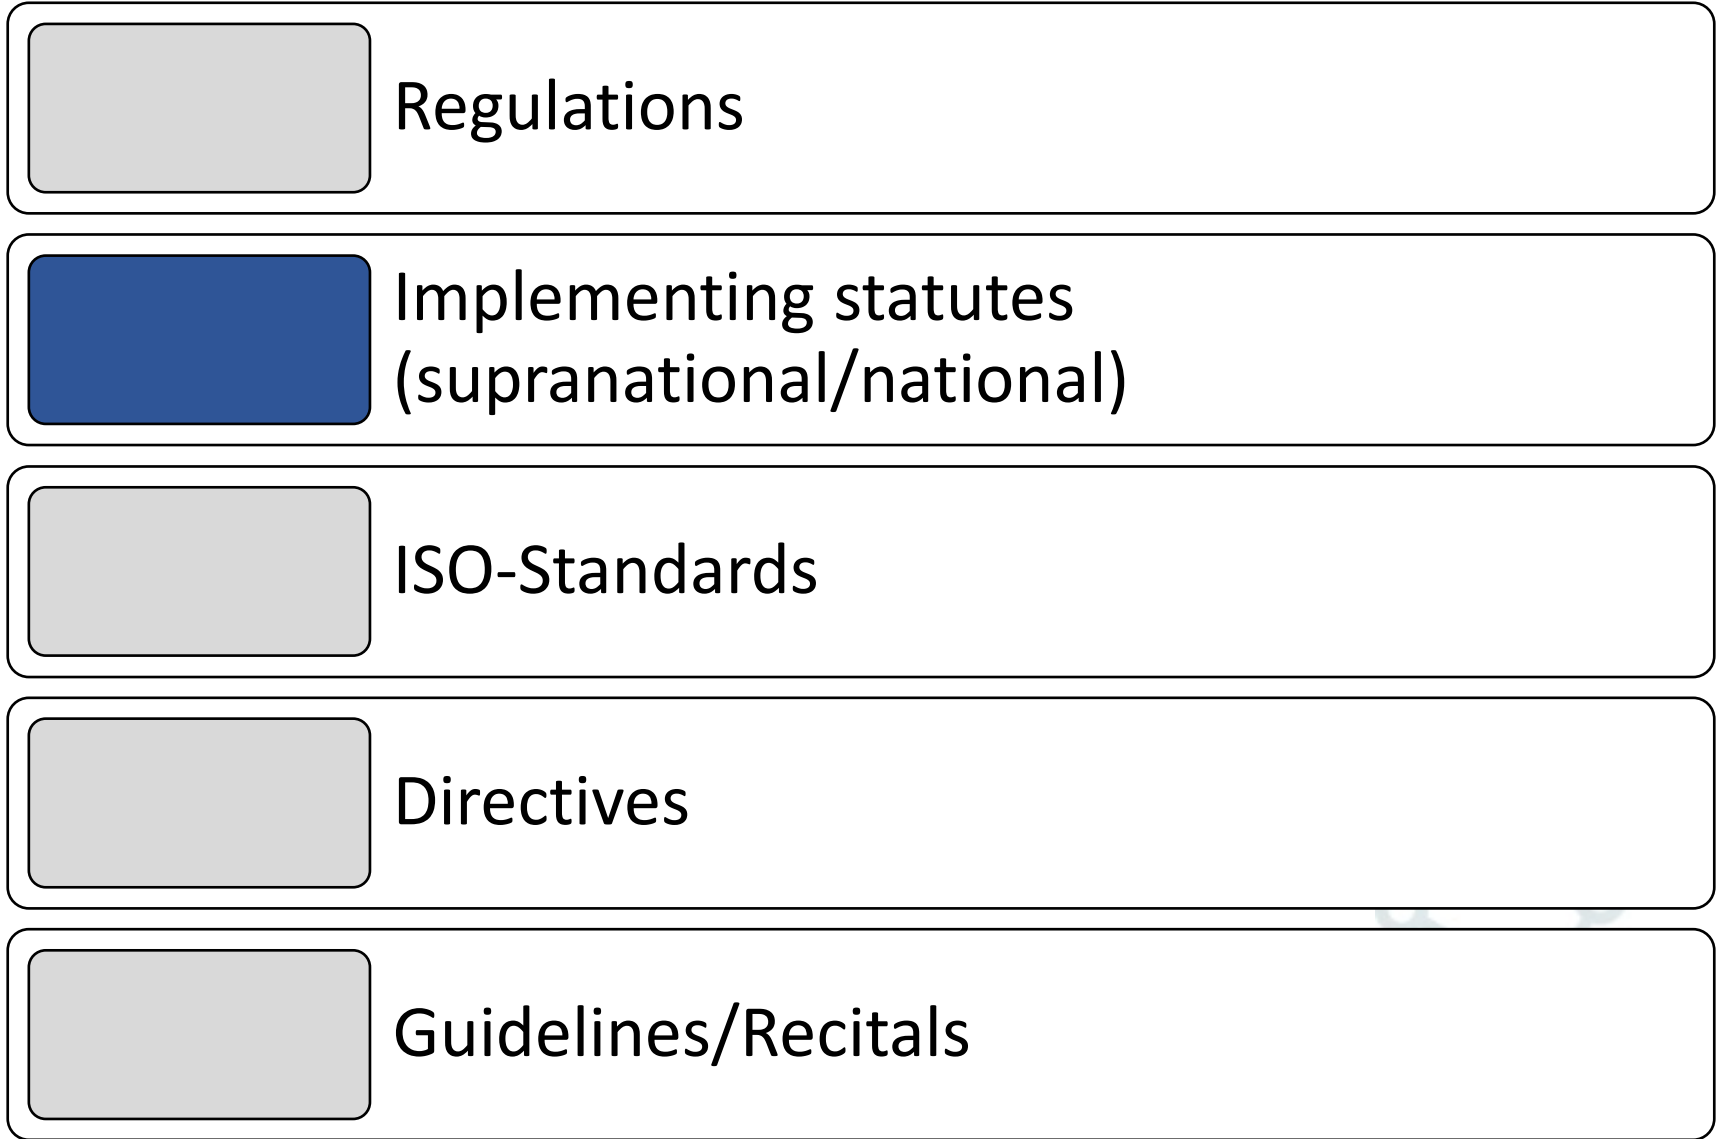 Regulations
Implementing statutes
(supranational/national)
ISO-Standards
Directives
Guidelines/Recitals